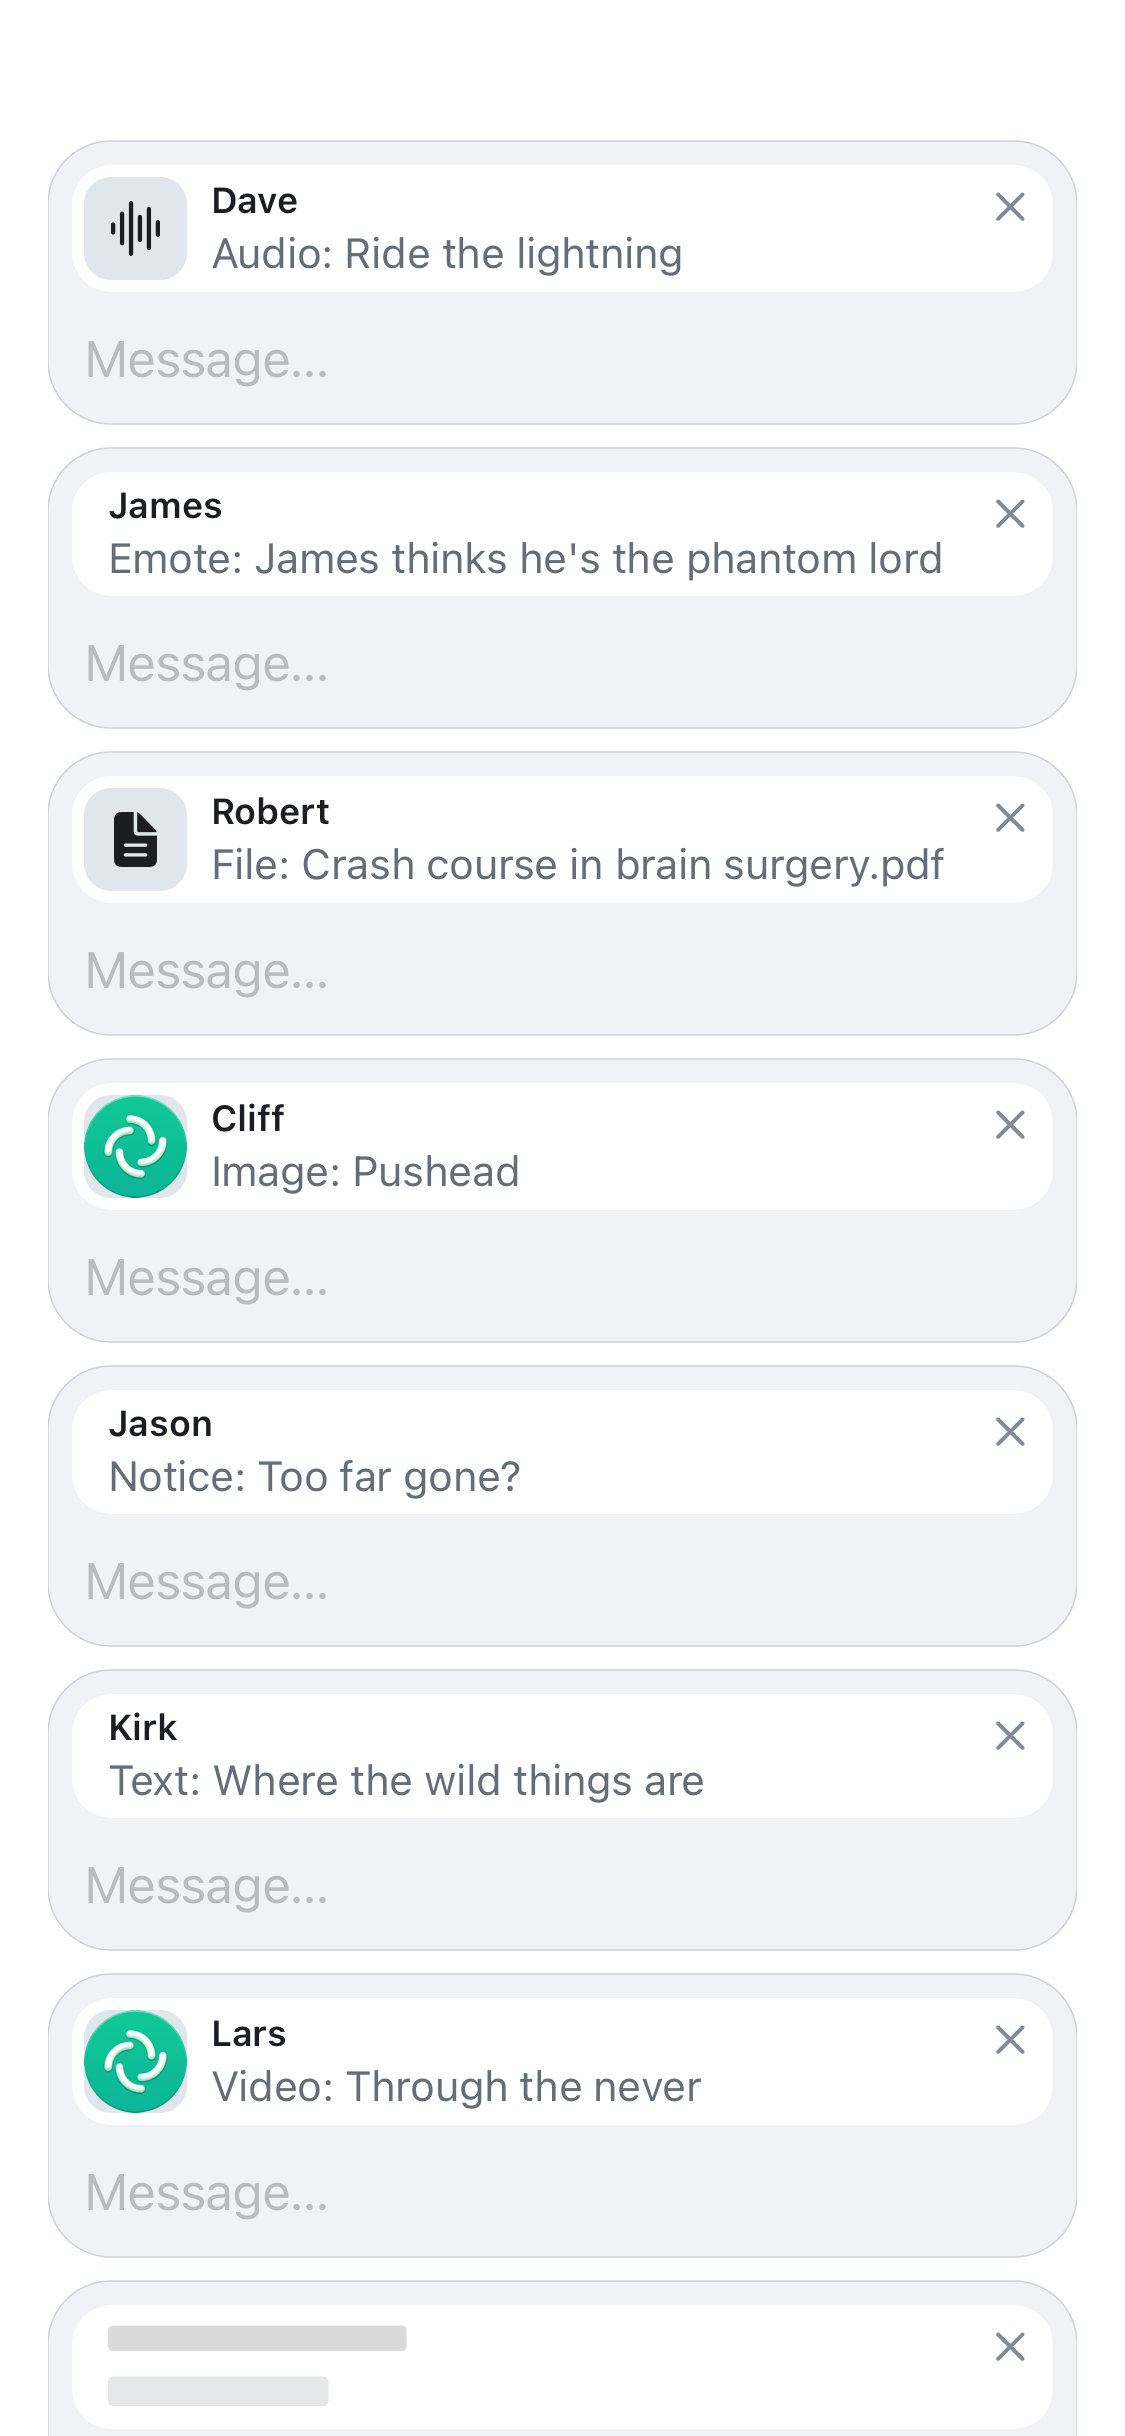 Dave
Audio: Ride the lightning
Message...
James
Emote: James thinks he's the phantom lord
Message...
Robert
File: Crash course in brain surgery.pdf
Message...
Cliff
Image: Pushead
Message...
Jason
Notice: Too far gone?
Message...
Kirk
Text: Where the wild things are
Message...
Lars
Video: Through the never
Message...